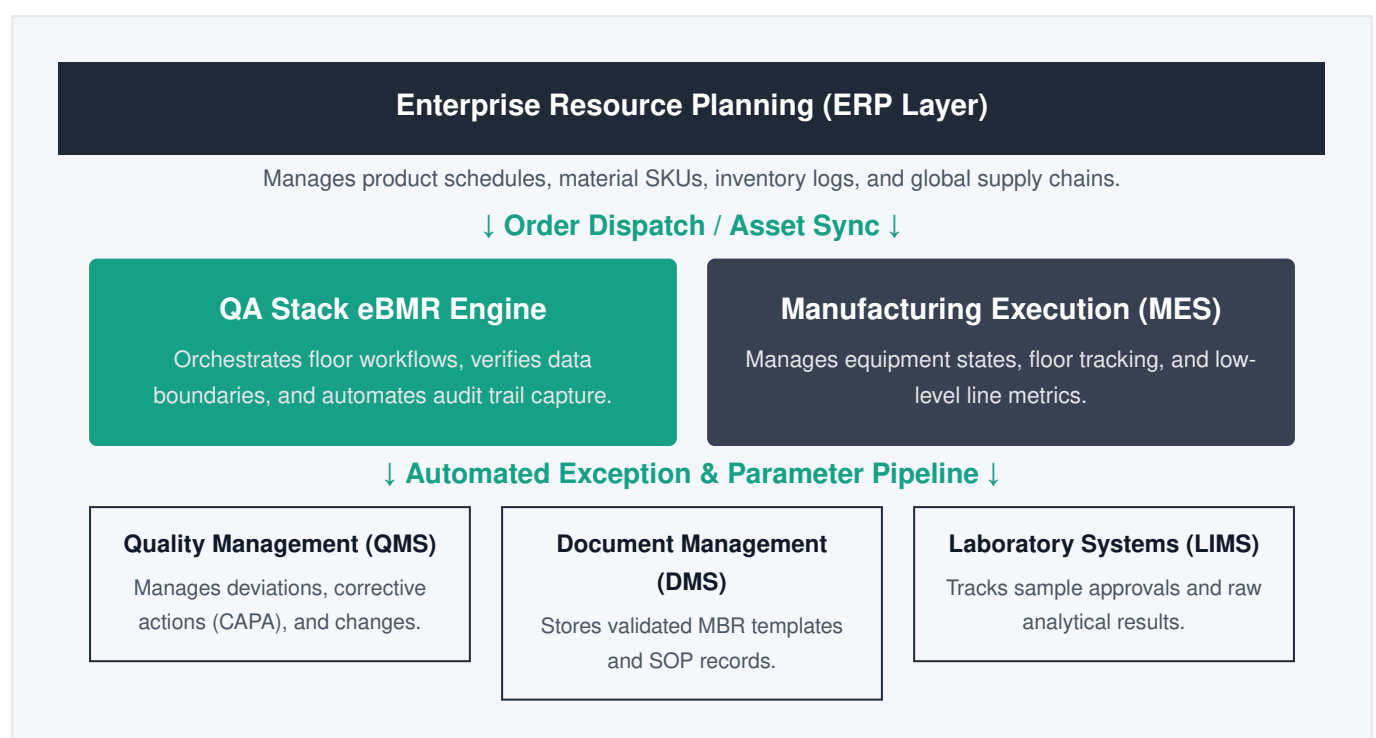 Enterprise Resource Planning (ERP Layer)
Manages product schedules, material SKUs, inventory logs, and global supply chains.
↓ Order Dispatch / Asset Sync ↓
QA Stack eBMR Engine
Orchestrates floor workflows, verifies data
boundaries, and automates audit trail capture.
Manufacturing Execution (MES)
Manages equipment states, floor tracking, and low-
level line metrics.
↓ Automated Exception & Parameter Pipeline ↓
Quality Management (QMS)
Manages deviations, corrective
actions (CAPA), and changes.
Document Management
(DMS)
Stores validated MBR templates
and SOP records.
Laboratory Systems (LIMS)
Tracks sample approvals and raw
analytical results.